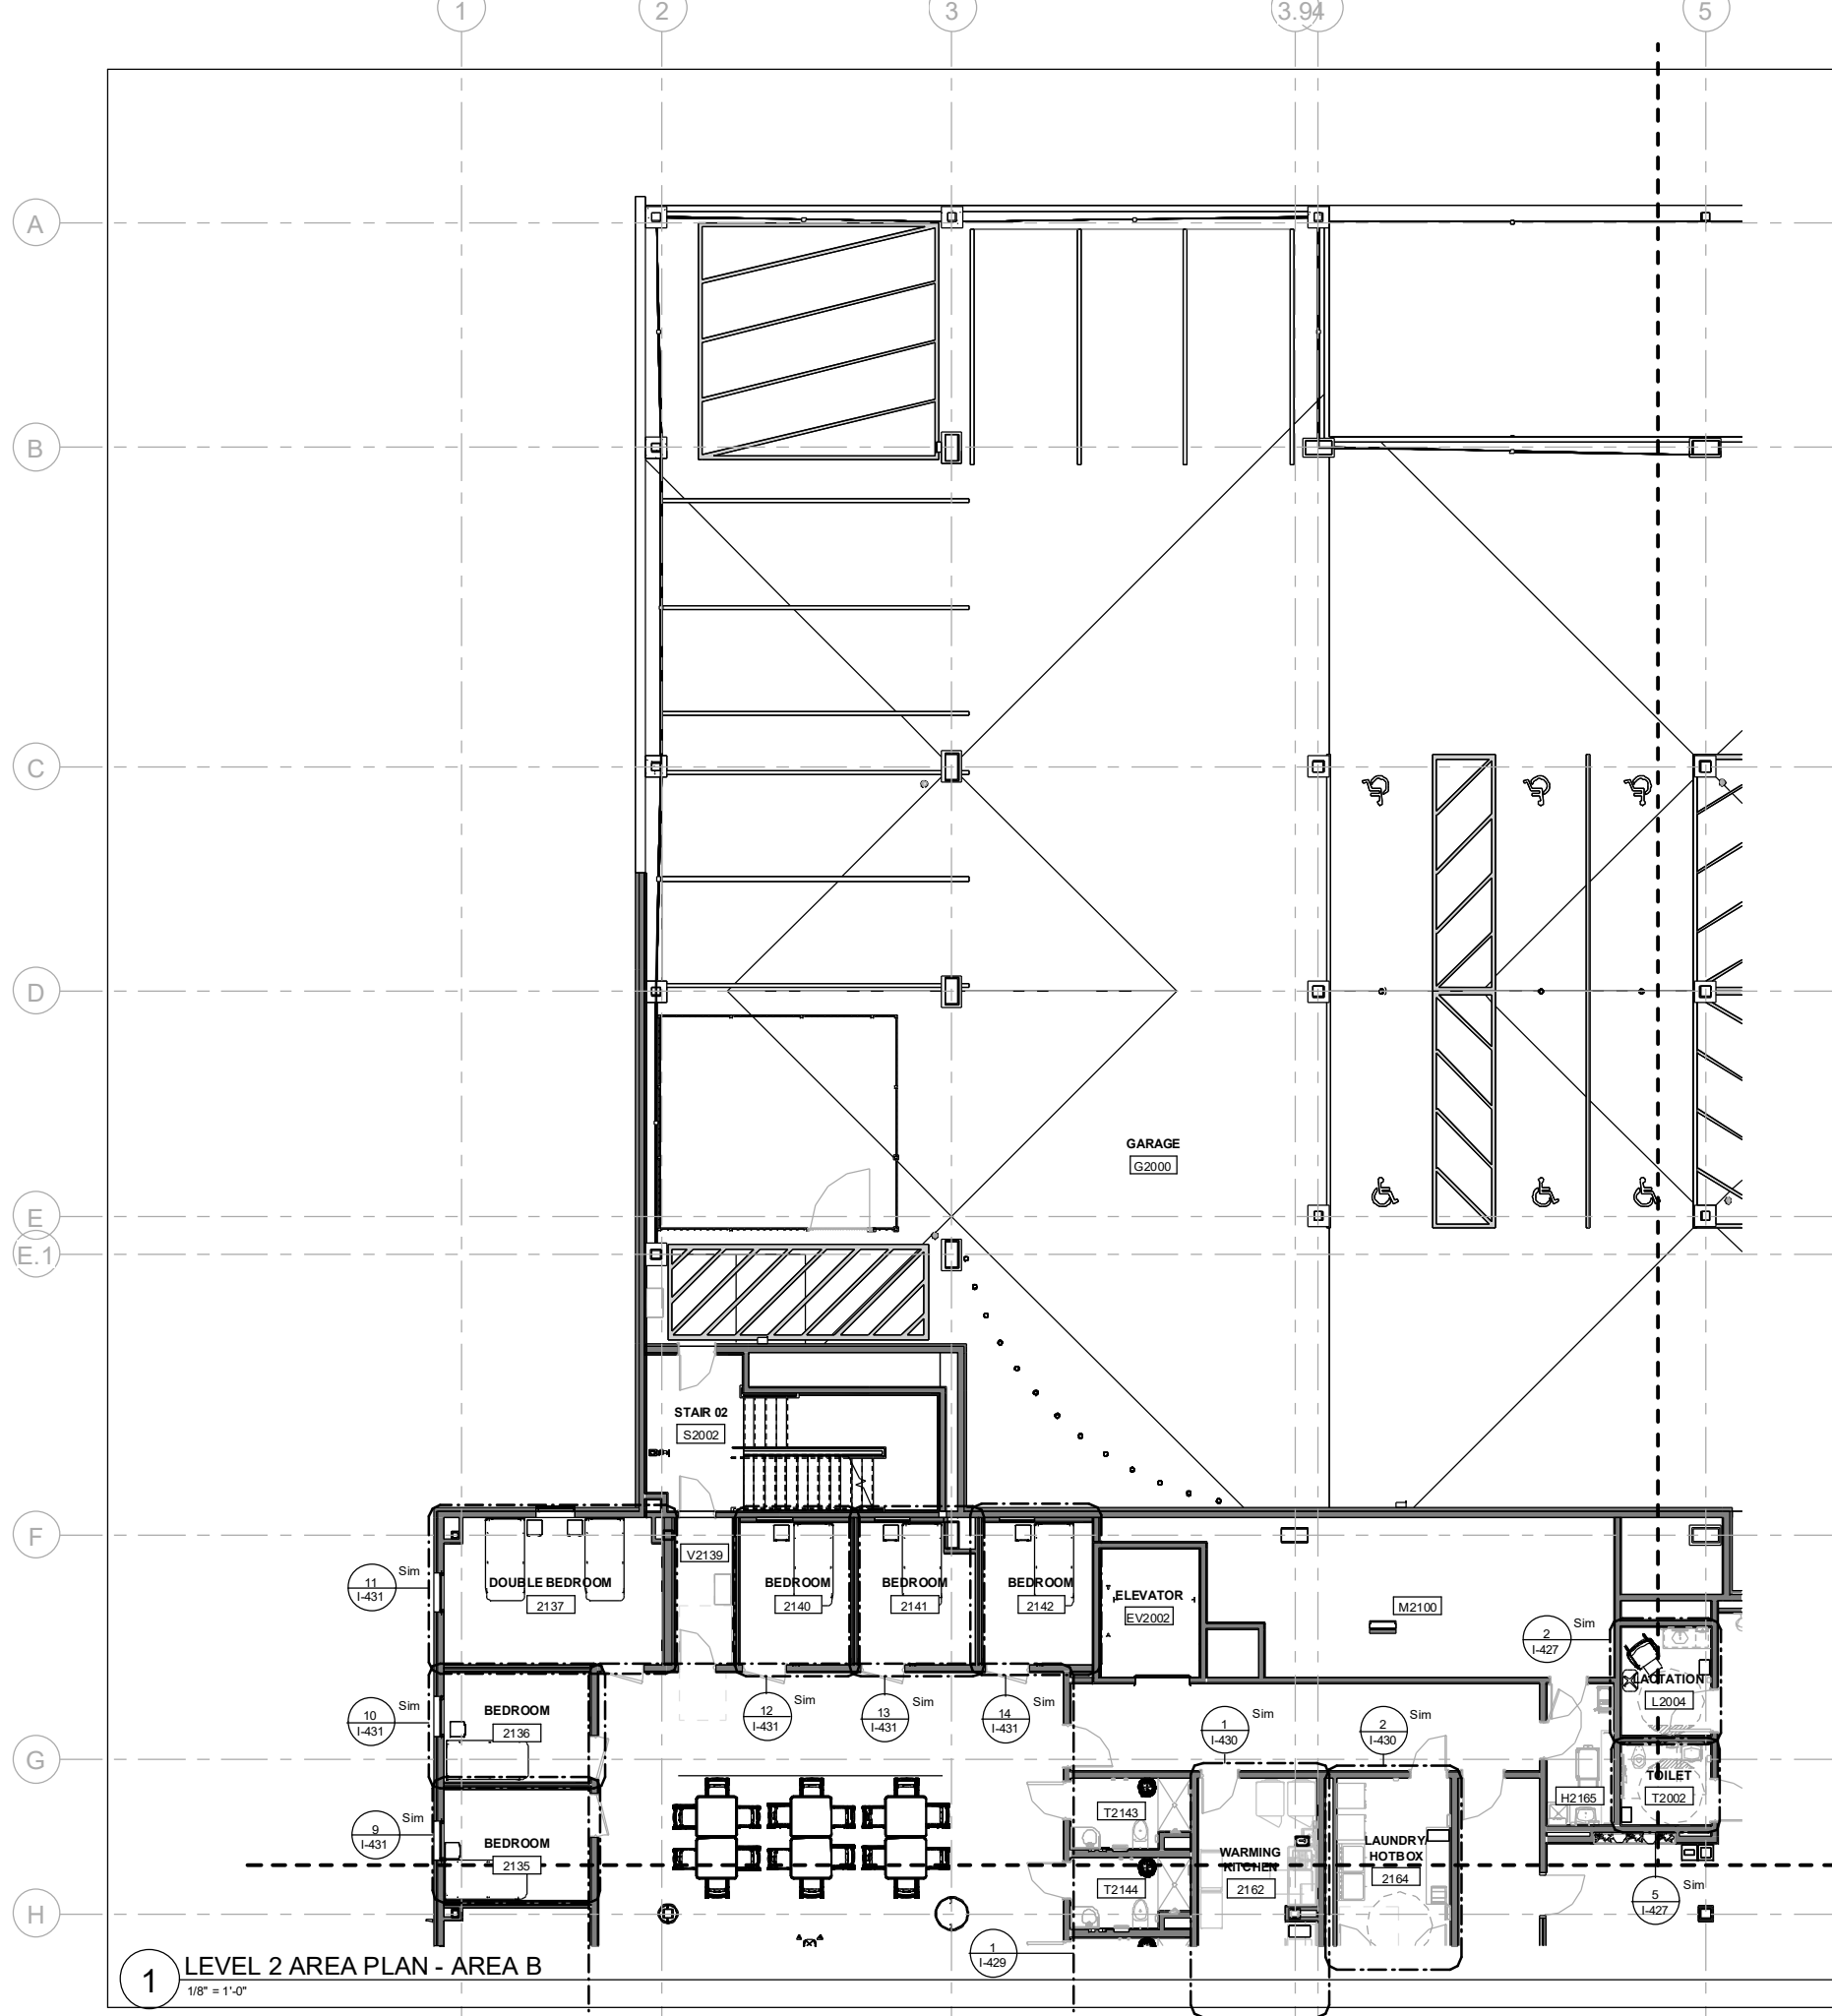 1
2
3
3.9
4
5
A
B
C
D
GARAGE
G2000
E
E.1
STAIR 02
S2002
F
V2139
11
I-431
Sim
DOUBLE BEDROOM
2137
BEDROOM
2140
BEDROOM
2141
BEDROOM
2142
ELEVATOR
EV2002
M2100
2
I-427
Sim
LACTATION
L2004
10
I-431
Sim
BEDROOM
2136
12
I-431
Sim
13
I-431
Sim
14
I-431
Sim
1
I-430
Sim
2
I-430
G
TOILET
T2002
H2165
T2143
9
I-431
Sim
BEDROOM
2135
WARMING
KITCHEN
2162
LAUNDRY
HOTBOX
2164
T2144
5
I-427
Sim
H
1
I-429
1
LEVEL 2 AREA PLAN - AREA B
1/8" = 1'-0"